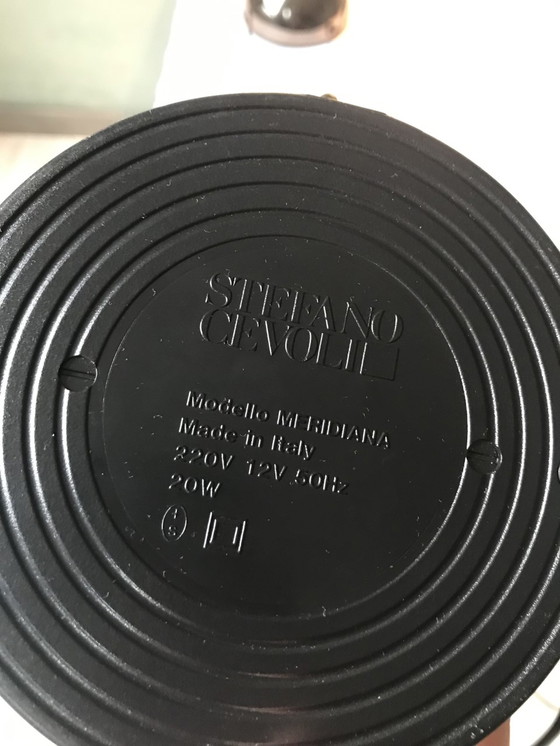 STEFANO
CEVOLI
Modello MERIDIANA
Made in Italy
220V 12V 50Hz
20W